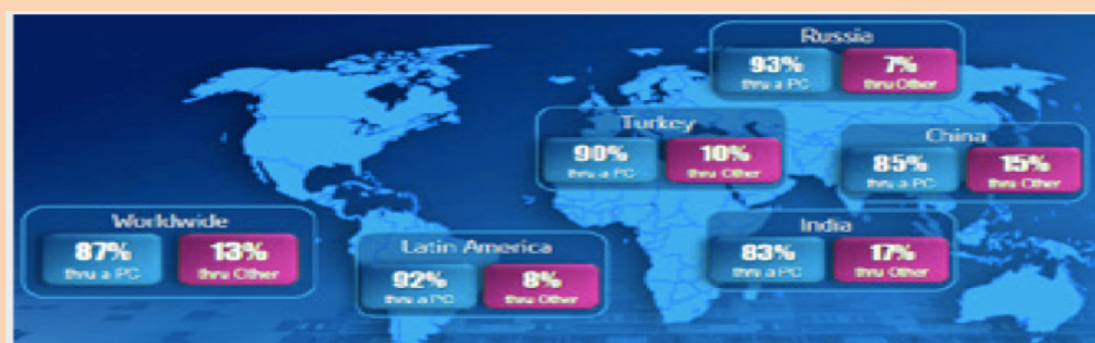 Russia
93% 7%
thru a PC thru Other
Turkey
90% 10%
thru a PC thru Other
China
85% 15%
thru a PC thru Other
Worldwide
87% 13%
thru a PC thru Other
Latin America
92% 8%
thru a PC thru Other
India
83% 17%
thru a PC thru Other